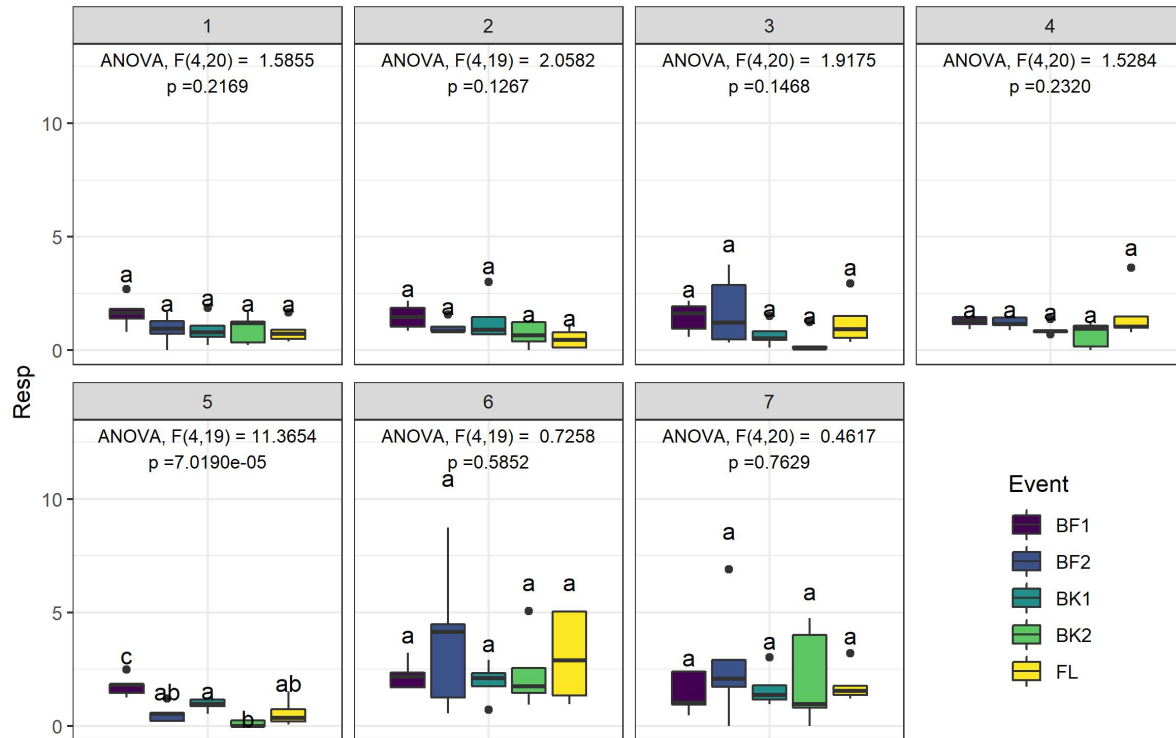 1 2 3 4
ANOVA, F(4,20) = 1.5855
p =0.2169
ANOVA, F(4,19) = 2.0582
p =0.1267
ANOVA, F(4,20) = 1.9175
p =0.1468
ANOVA, F(4,20) = 1.5284
p =0.2320
10
5
0
a a a a a
a a a a a
a a a a a
a a a a a
Resp
5 6 7
ANOVA, F(4,19) = 11.3654
p =7.0190e-05
ANOVA, F(4,19) = 0.7258
p =0.5852
ANOVA, F(4,20) = 0.4617
p =0.7629
10
5
0
c ab a b ab
a a a a a
a a a a a
Event
BF1
BF2
BK1
BK2
FL